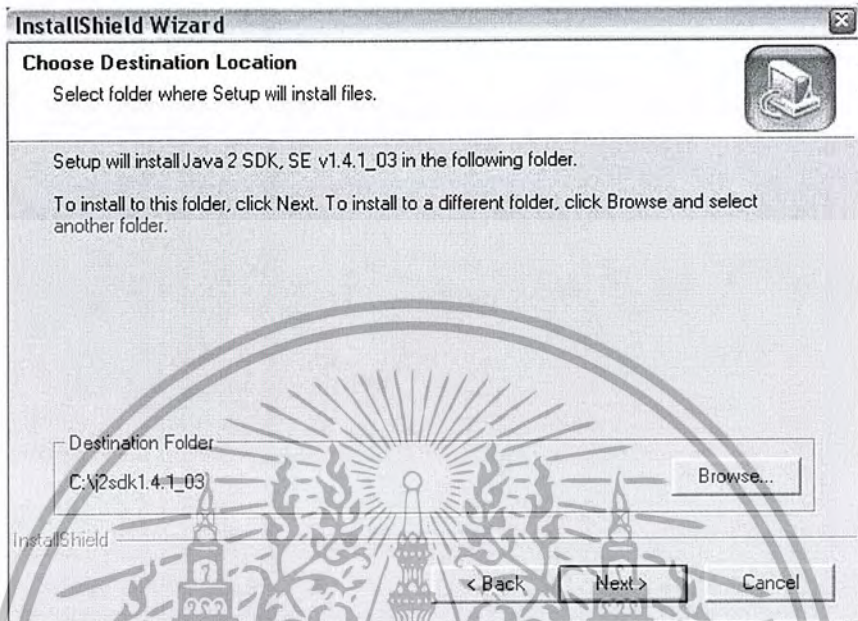 InstallShield Wizard
Choose Destination Location
Select folder where Setup will install files.
Setup will install Java 2 SDK, SE v1.4.1_03 in the following folder.
To install to this folder, click Next. To install to a different folder, click Browse and select
another folder.
Destination Folder
C:\j2sdk1.4.1_03
Browse...
InstallShield
< Back
Next >
Cancel